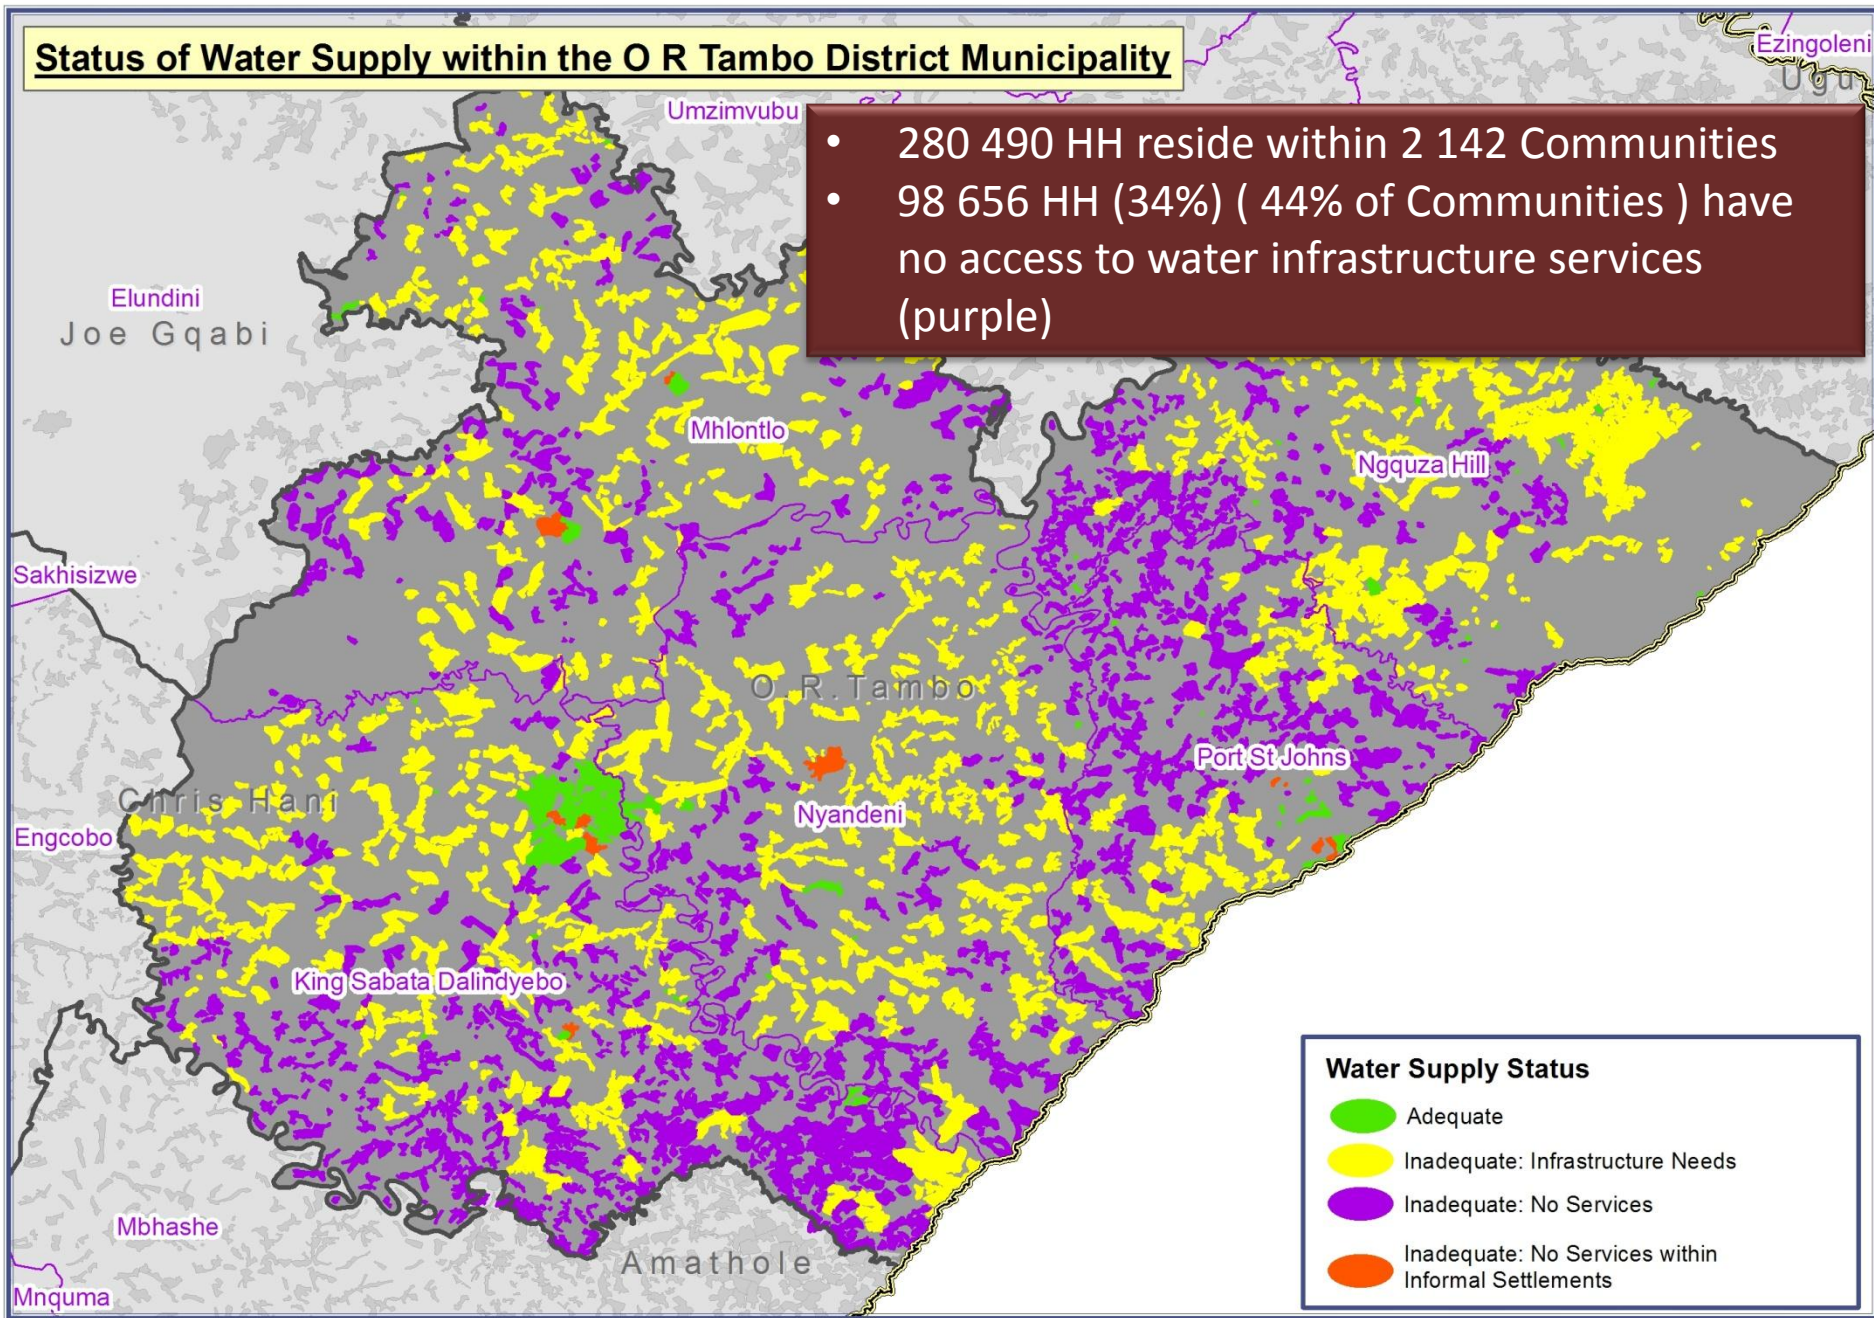 Status of Water Supply within the O R Tambo District Municipality
Ezingoleni
Ugu
Umzimvubu
• 280 490 HH reside within 2 142 Communities
• 98 656 HH (34%) ( 44% of Communities ) have
no access to water infrastructure services
(purple)
Elundini
Joe Gqabi
Mhlontlo
Ngquza Hill
Sakhisizwe
O.R.Tambo
Port St Johns
Chris Hani
Nyandeni
Engcobo
King Sabata Dalindyebo
Water Supply Status
Adequate
Inadequate: Infrastructure Needs
Inadequate: No Services
Inadequate: No Services within
Informal Settlements
Mbhashe
Amathole
Mnquma